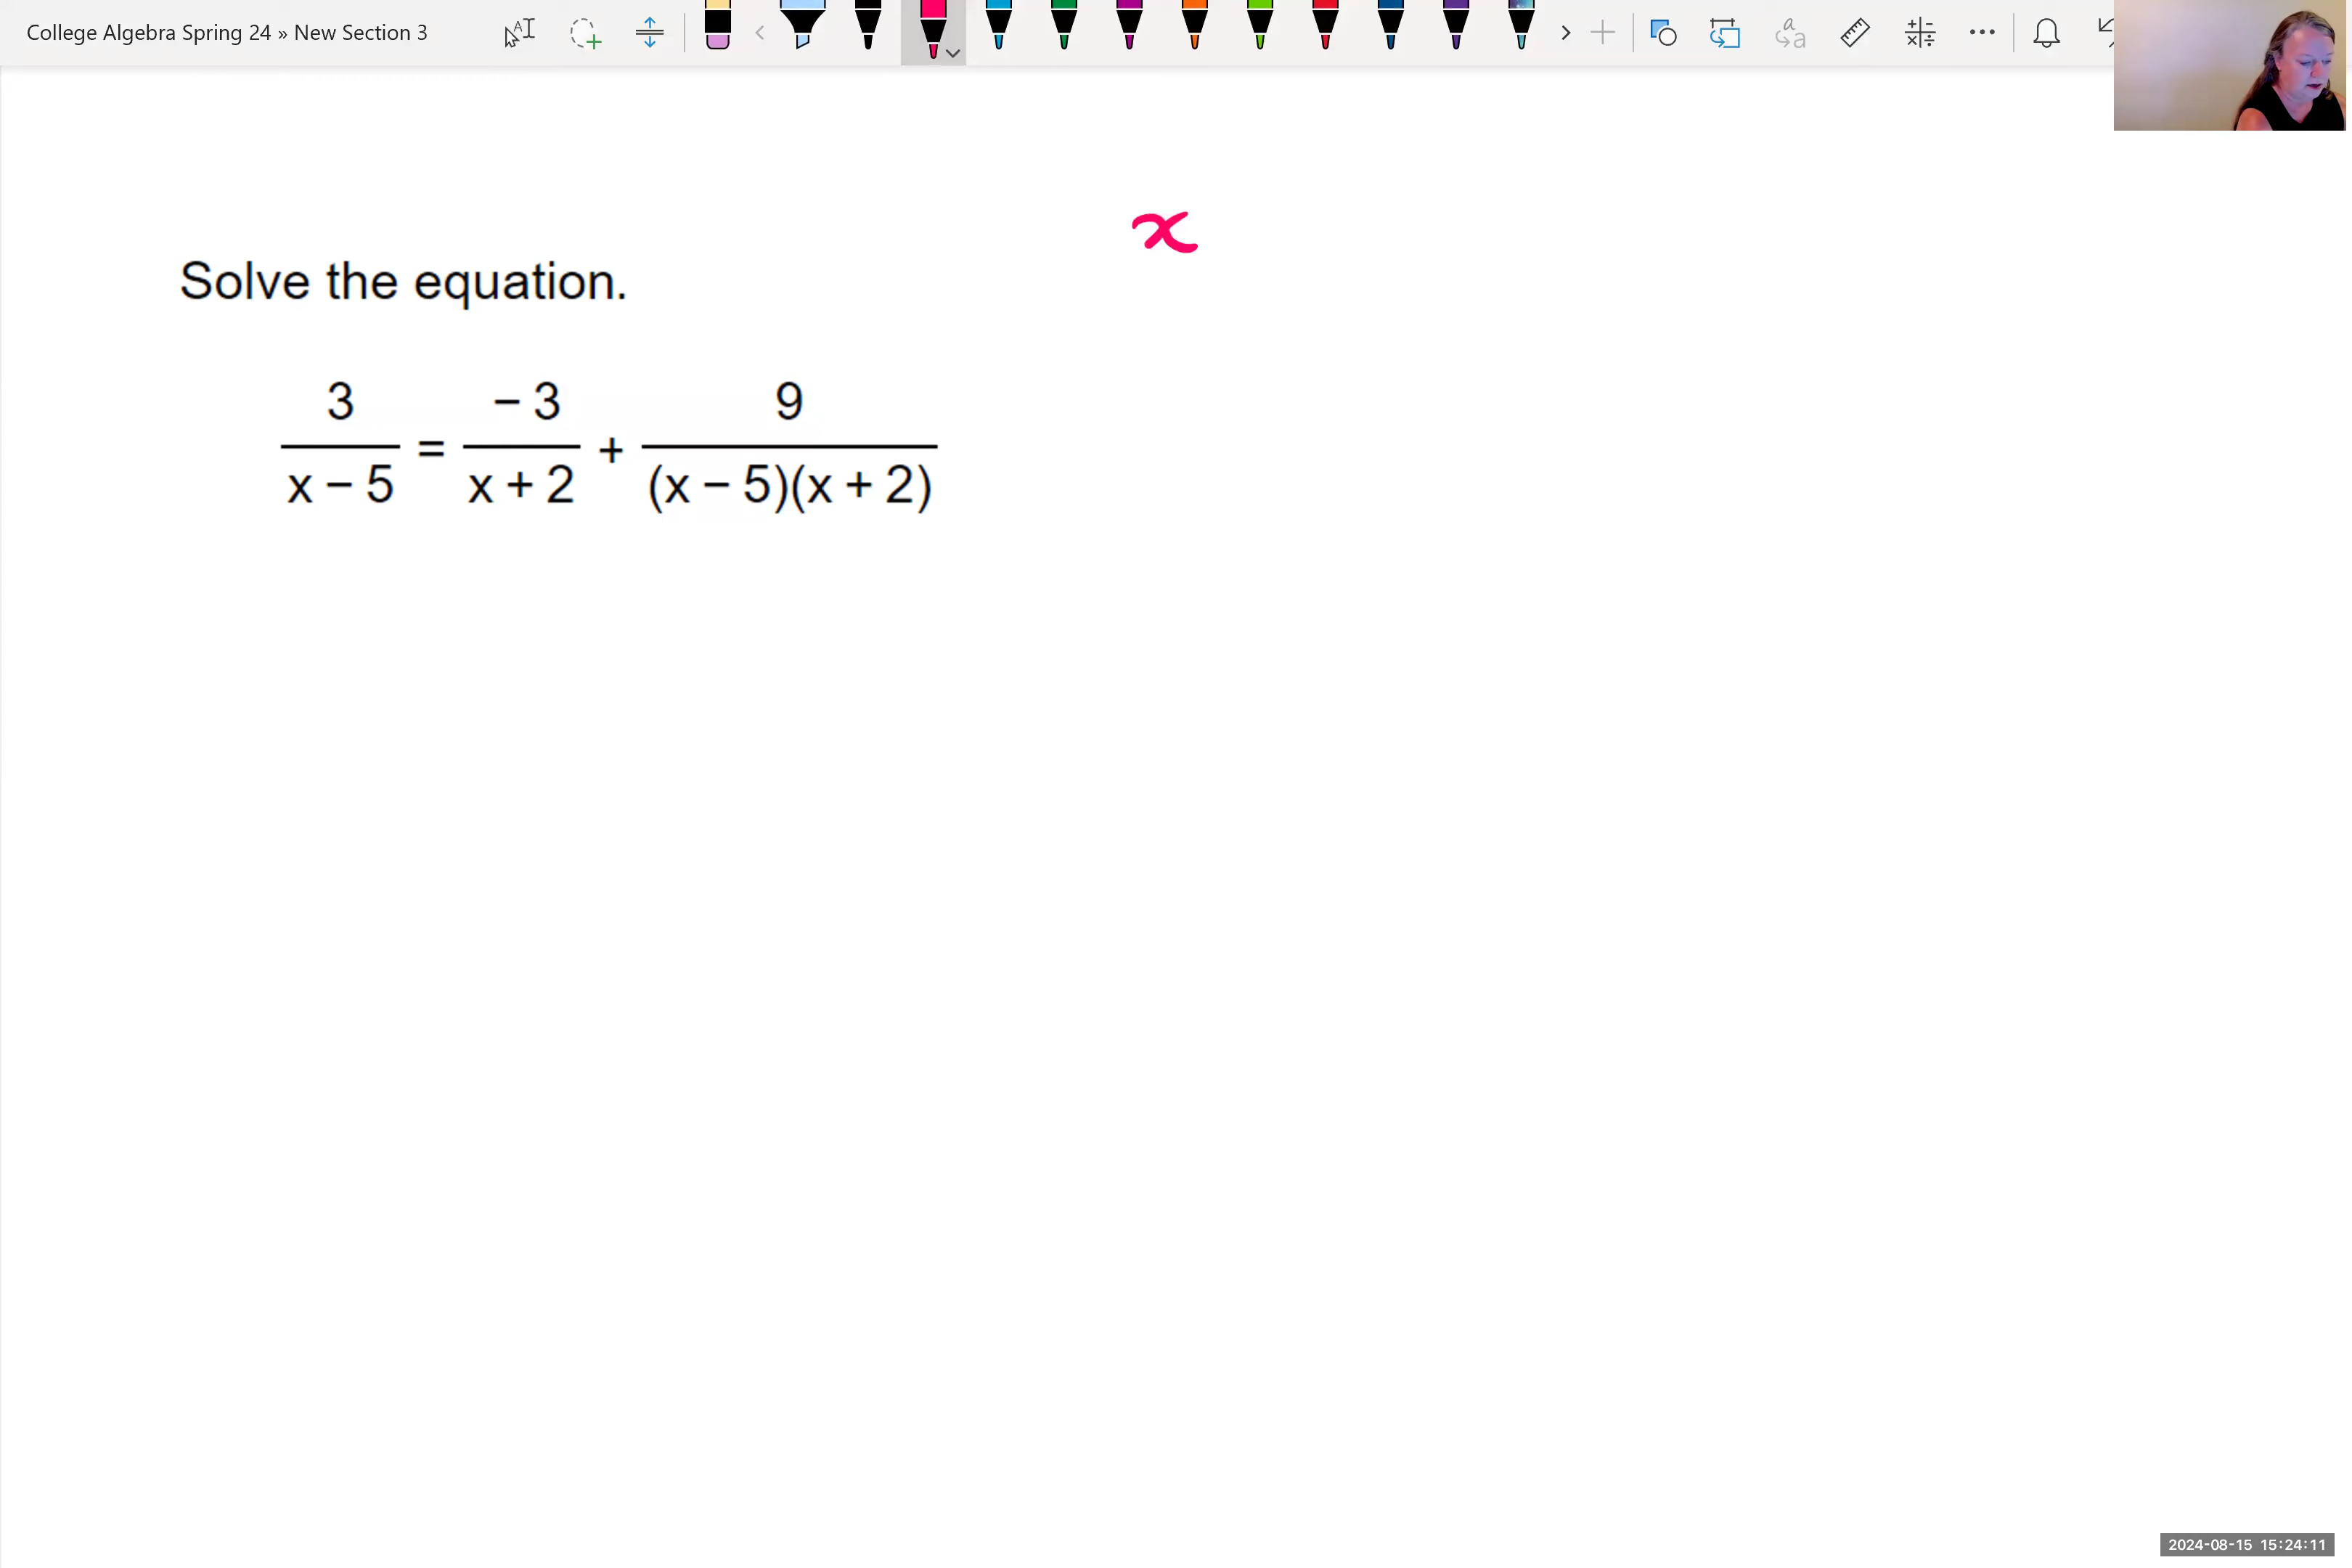 College Algebra Spring 24 » New Section 3
x
Solve the equation.
3/(x − 5) = −3/(x + 2) + 9/((x − 5)(x + 2))
2024-08-15 15:24:11